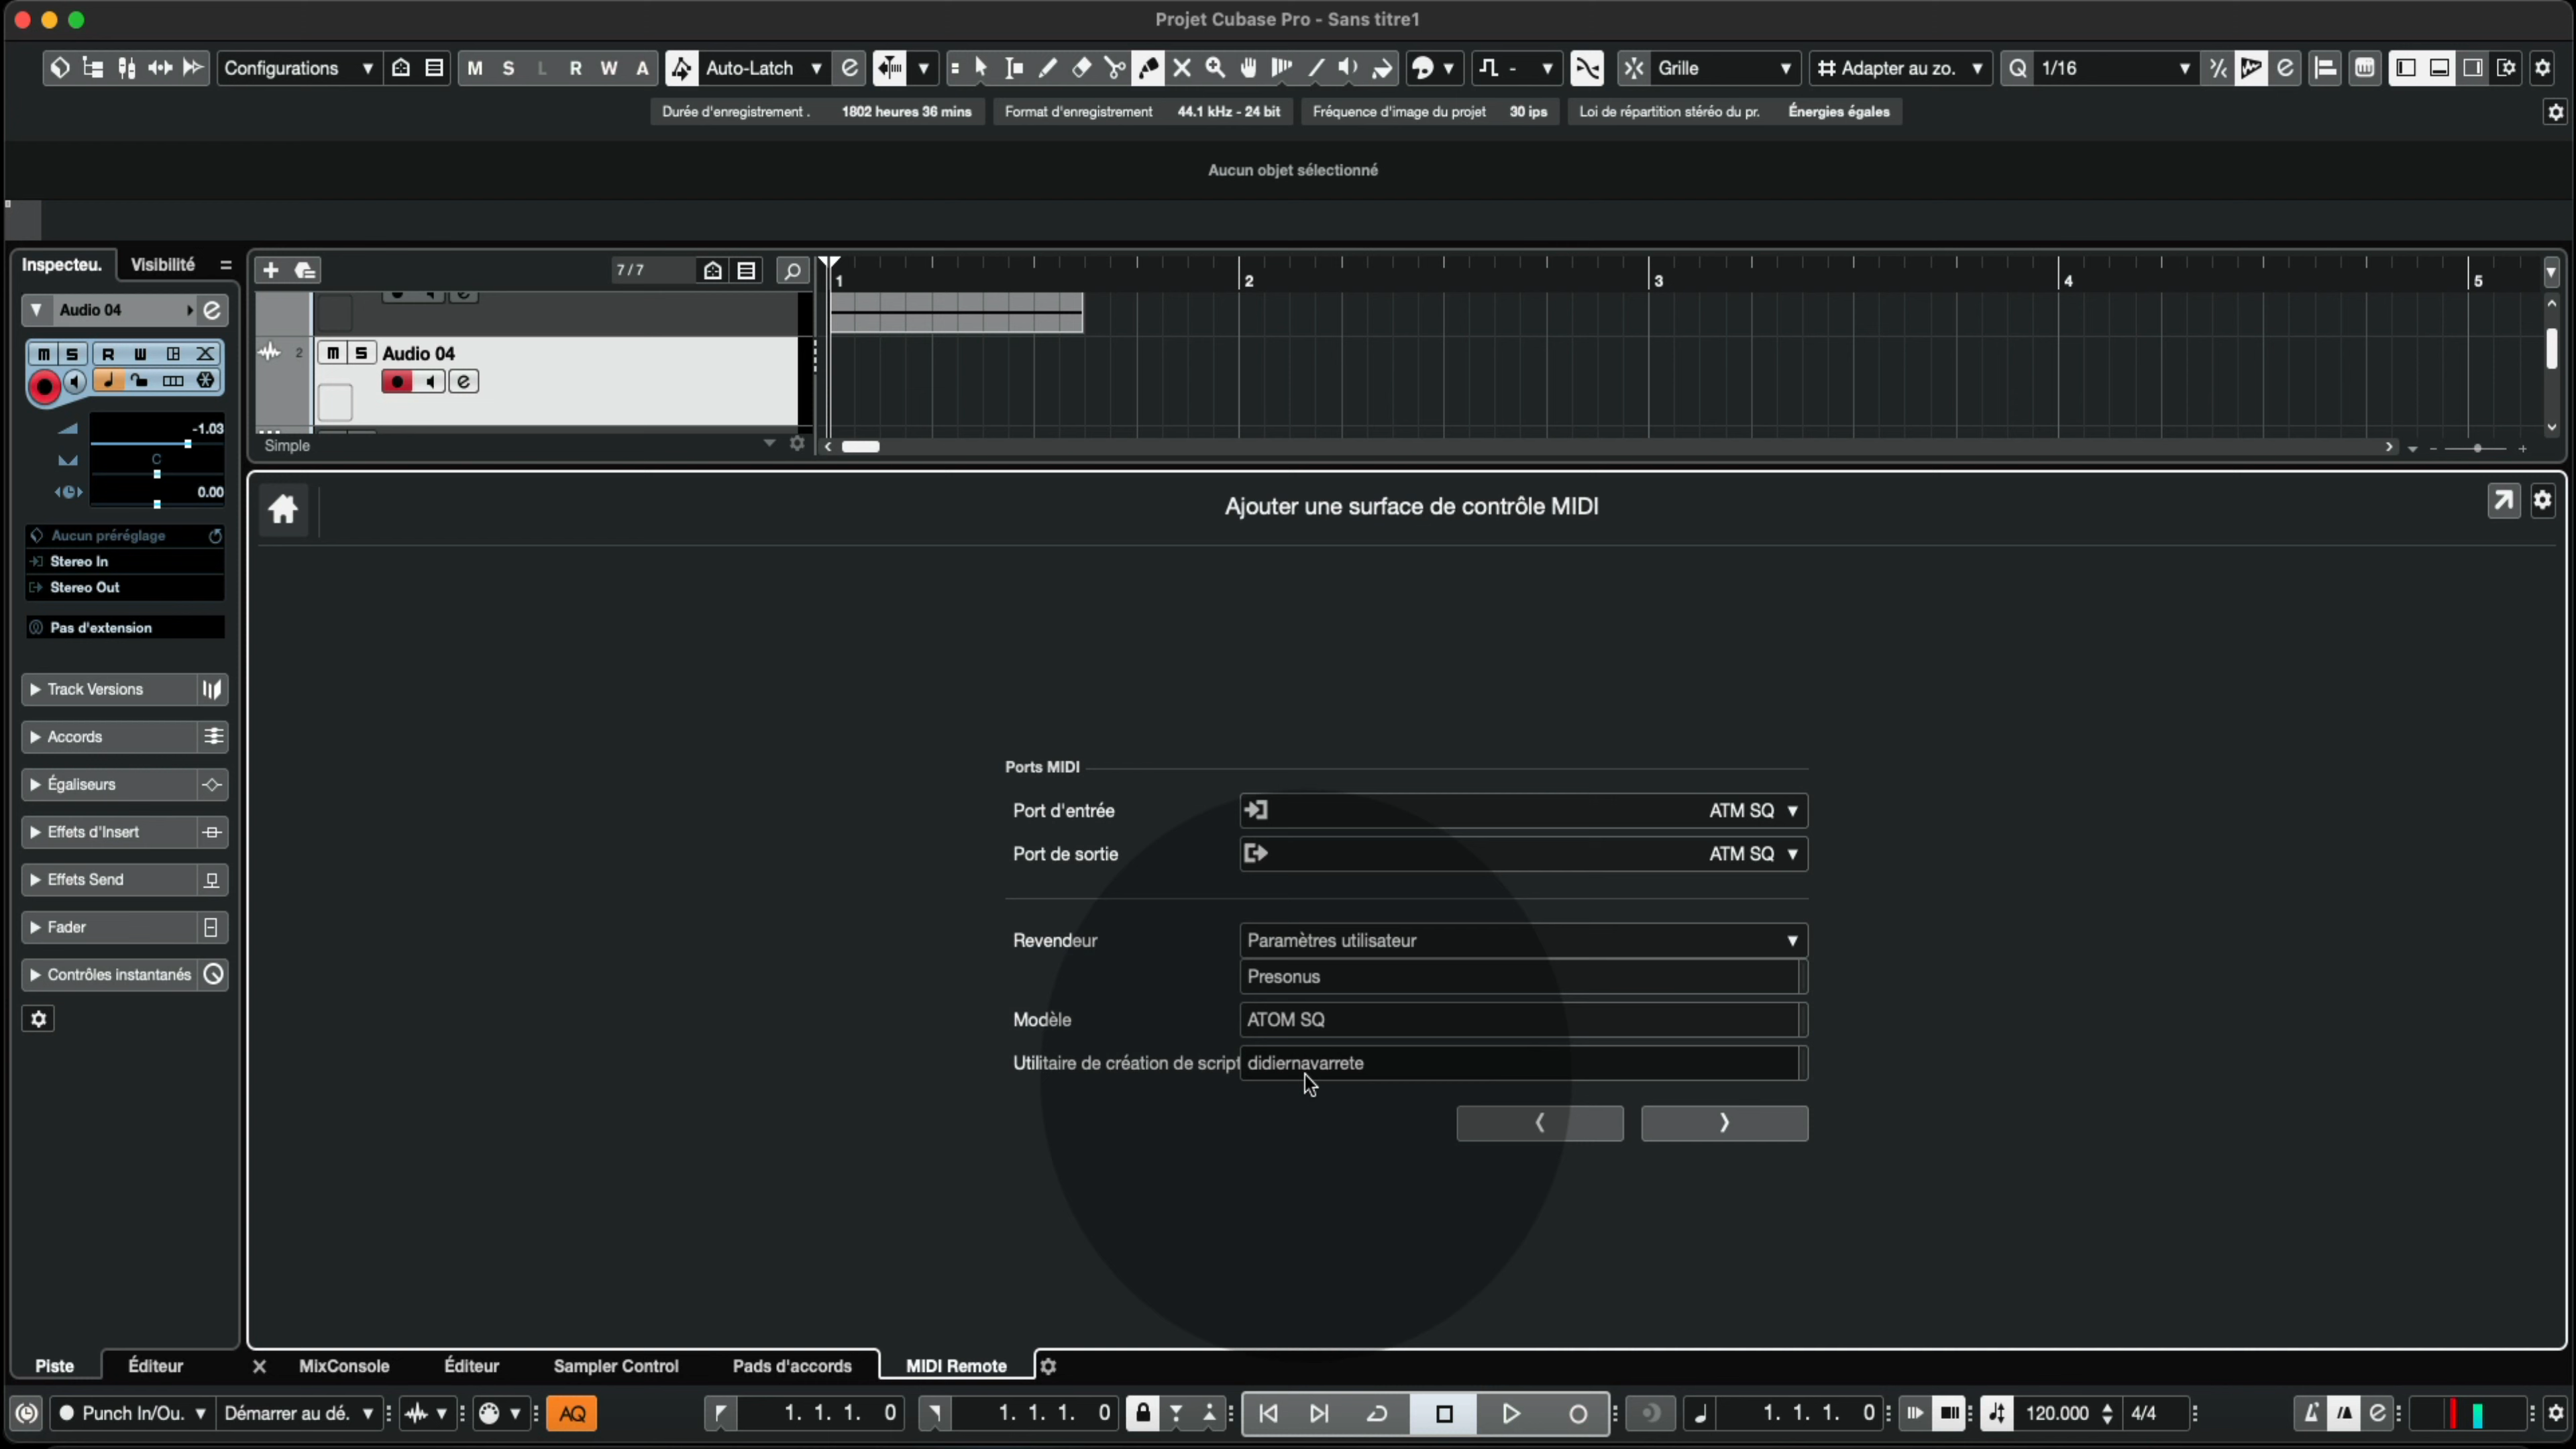 Projet Cubase Pro - Sans titre1
Configurations M S L R W A Auto-Latch - Grille Adapter au zo. Q 1/16
Durée d'enregistrement . 1802 heures 36 mins Format d'enregistrement 44.1 kHz - 24 bit Fréquence d'image du projet 30 ips Loi de répartition stéréo du pr. Énergies égales
Aucun objet sélectionné
Inspecteu. Visibilité 7/7 1 2 3 4 5
Audio 04
2 m S Audio 04
m S R W
-1.03
Simple
C
0.00
Ajouter une surface de contrôle MIDI
Aucun préréglage
Stereo In
Stereo Out
Pas d'extension
Track Versions
Accords
Égaliseurs
Effets d'Insert
Effets Send
Fader
Contrôles instantanés
Ports MIDI
Port d'entrée ATM SQ
Port de sortie ATM SQ
Revendeur Paramètres utilisateur
Presonus
Modèle ATOM SQ
Utilitaire de création de script didiernavarrete
Piste Éditeur MixConsole Éditeur Sampler Control Pads d'accords MIDI Remote
Punch In/Ou. Démarrer au dé. AQ 1. 1. 1. 0 1. 1. 1. 0 1. 1. 1. 0 120.000 4/4